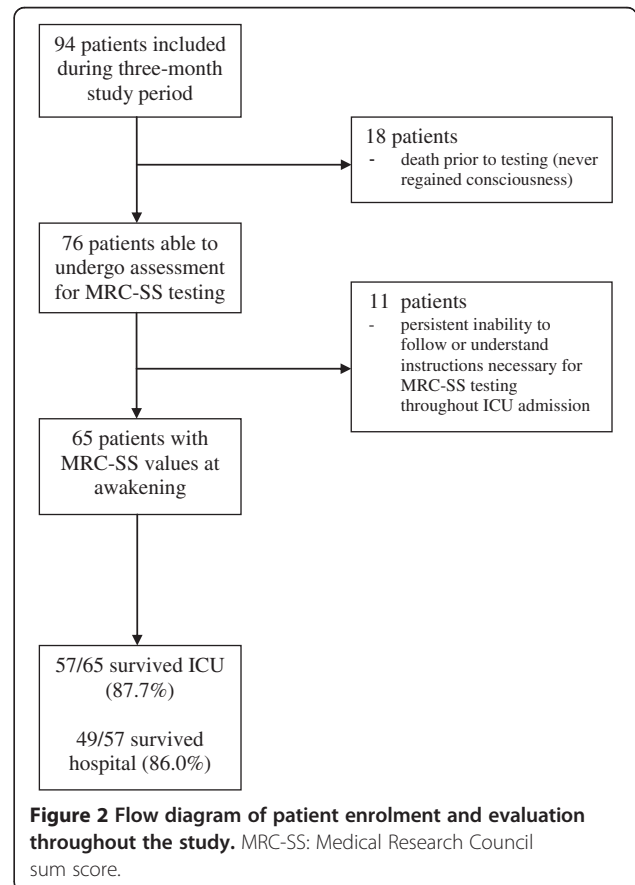 94 patients included
during three-month
study period
18 patients
- death prior to testing (never
regained consciousness)
76 patients able to
undergo assessment
for MRC-SS testing
11 patients
- persistent inability to
follow or understand
instructions necessary for
MRC-SS testing
throughout ICU admission
65 patients with
MRC-SS values at
awakening
57/65 survived ICU
(87.7%)
49/57 survived
hospital (86.0%)
Figure 2 Flow diagram of patient enrolment and evaluation
throughout the study. MRC-SS: Medical Research Council
sum score.